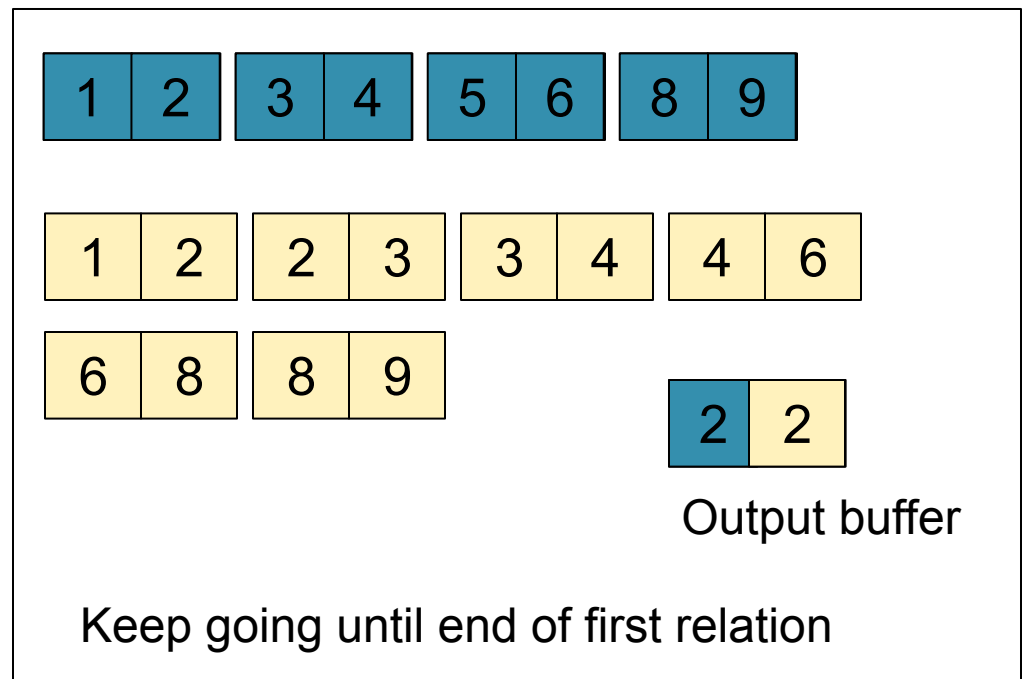 1 2 3 4 5 6 8 9
1 2 2 3 3 4 4 6
6 8 8 9
2 2
Output buffer
Keep going until end of first relation